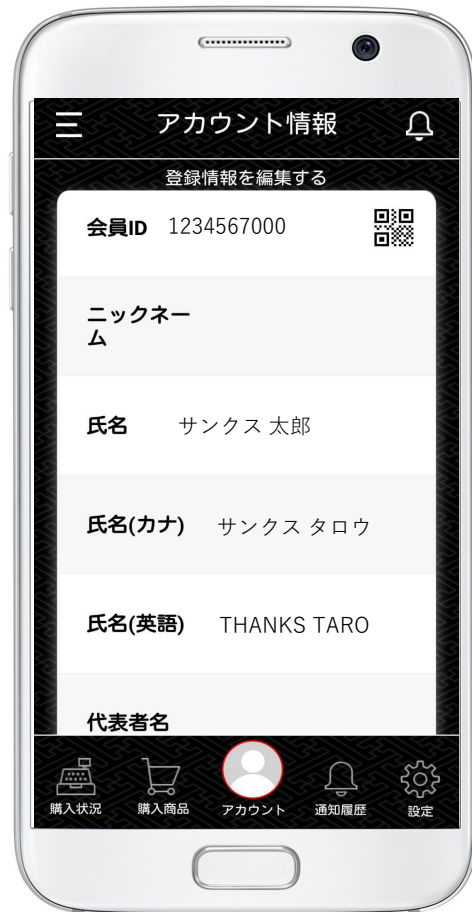 アカウント情報
登録情報を編集する
会員ID 1234567000
ニックネー
ム
氏名 サンクス 太郎
氏名(カナ) サンクス タロウ
氏名(英語) THANKS TARO
代表者名
購入状況 購入商品 アカウント 通知履歴 設定